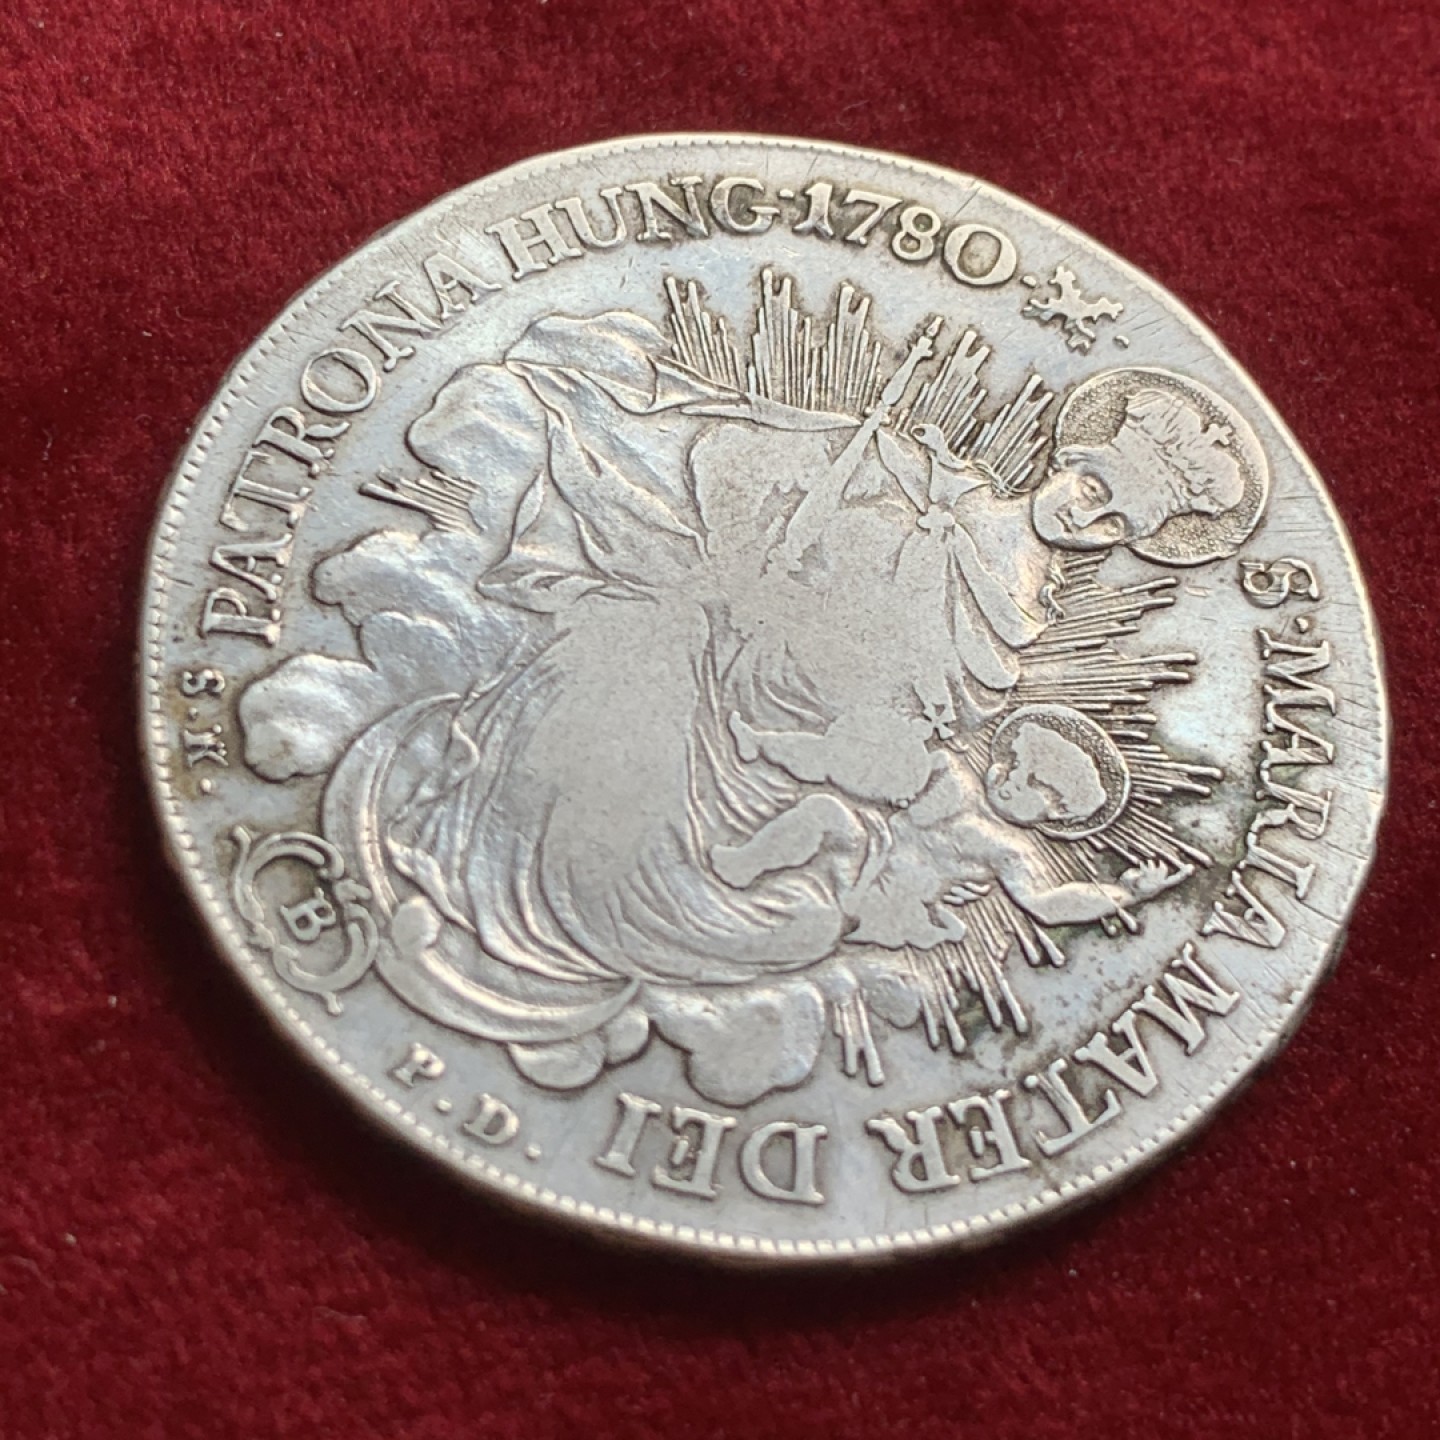 S·MARIA MATER DEI
PATRONA HUNG·1780·
·K·S
B
P·D·